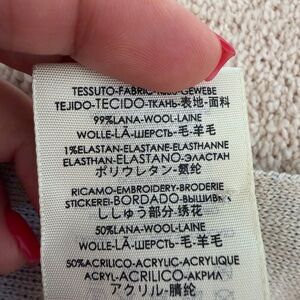 TESSUTO-FABRIC-TISSU-GEWEBE
TEJIDO-TECIDO-ТКАНЬ-表地-面料
99%LANA-WOOL-LAINE
WOLLE-LÃ-ШЕРСТЬ-毛-羊毛
1%ELASTAN-ELASTANE-ELASTHANNE
ELASTHAN-ELASTANO-ЭЛАСТАН
ポリウレタン-氨纶
RICAMO-EMBROIDERY-BRODERIE
STICKEREI-BORDADO-ВЫШИВКА
ししゅう部分-绣花
50%LANA-WOOL-LAINE
WOLLE-LÃ-ШЕРСТЬ-毛-羊毛
50%ACRILICO-ACRYLIC-ACRYLIQUE
ACRYL-ACRILICO-АКРИЛ
アクリル-腈纶